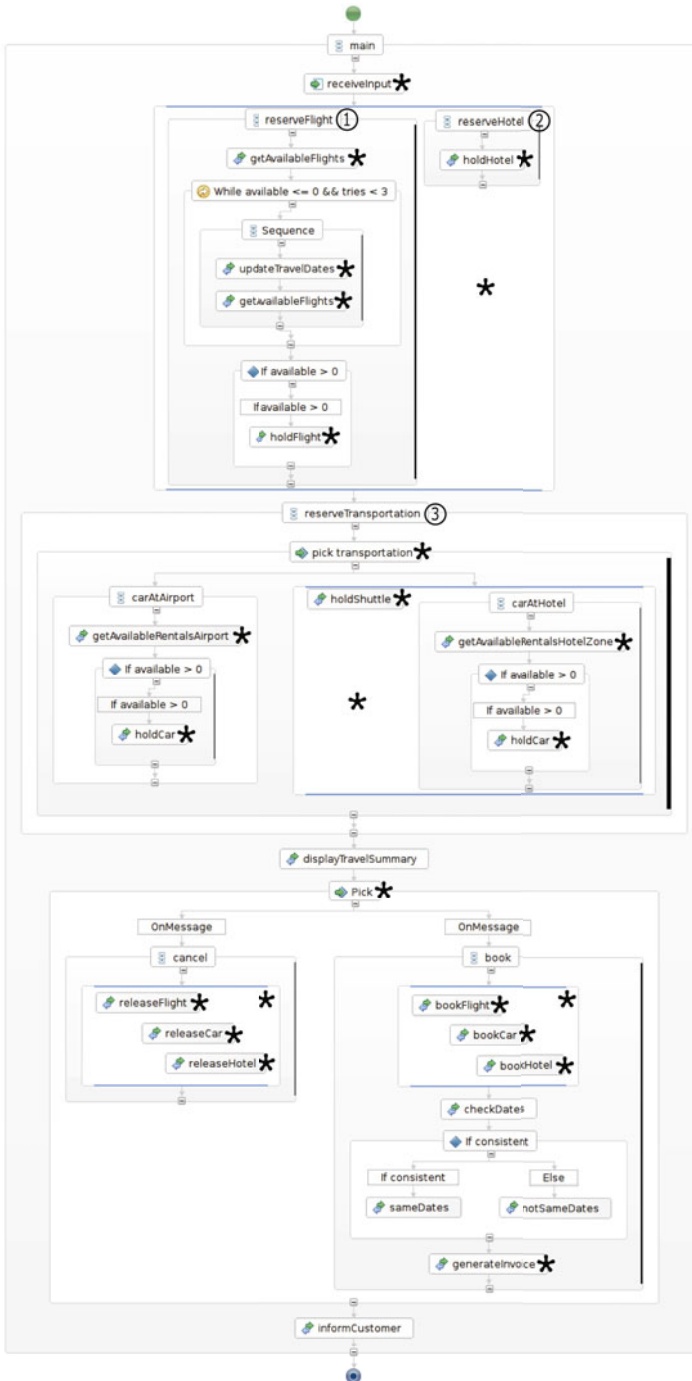 main
receiveInput*
reserveFlight ①
reserveHotel ②
getAvailableFlights*
holdHotel*
While available <= 0 && tries < 3
Sequence
updateTravelDates*
*
getAvailableFlights*
If available > 0
If available > 0
holdFlight*
reserveTransportation ③
pick transportation*
carAtAirport
holdShuttle*
carAtHotel
getAvailableRentalsAirport*
getAvailableRentalsHotelZone*
If available > 0
If available > 0
*
If available > 0
If available > 0
holdCar*
holdCar*
displayTravelSummary
Pick*
OnMessage
OnMessage
cancel
book
releaseFlight* *
bookFlight* *
releaseCar*
bookCar*
releaseHotel*
bookHotel*
checkDates
If consistent
If consistent
Else
sameDates
notSameDates
generateInvoice*
informCustomer